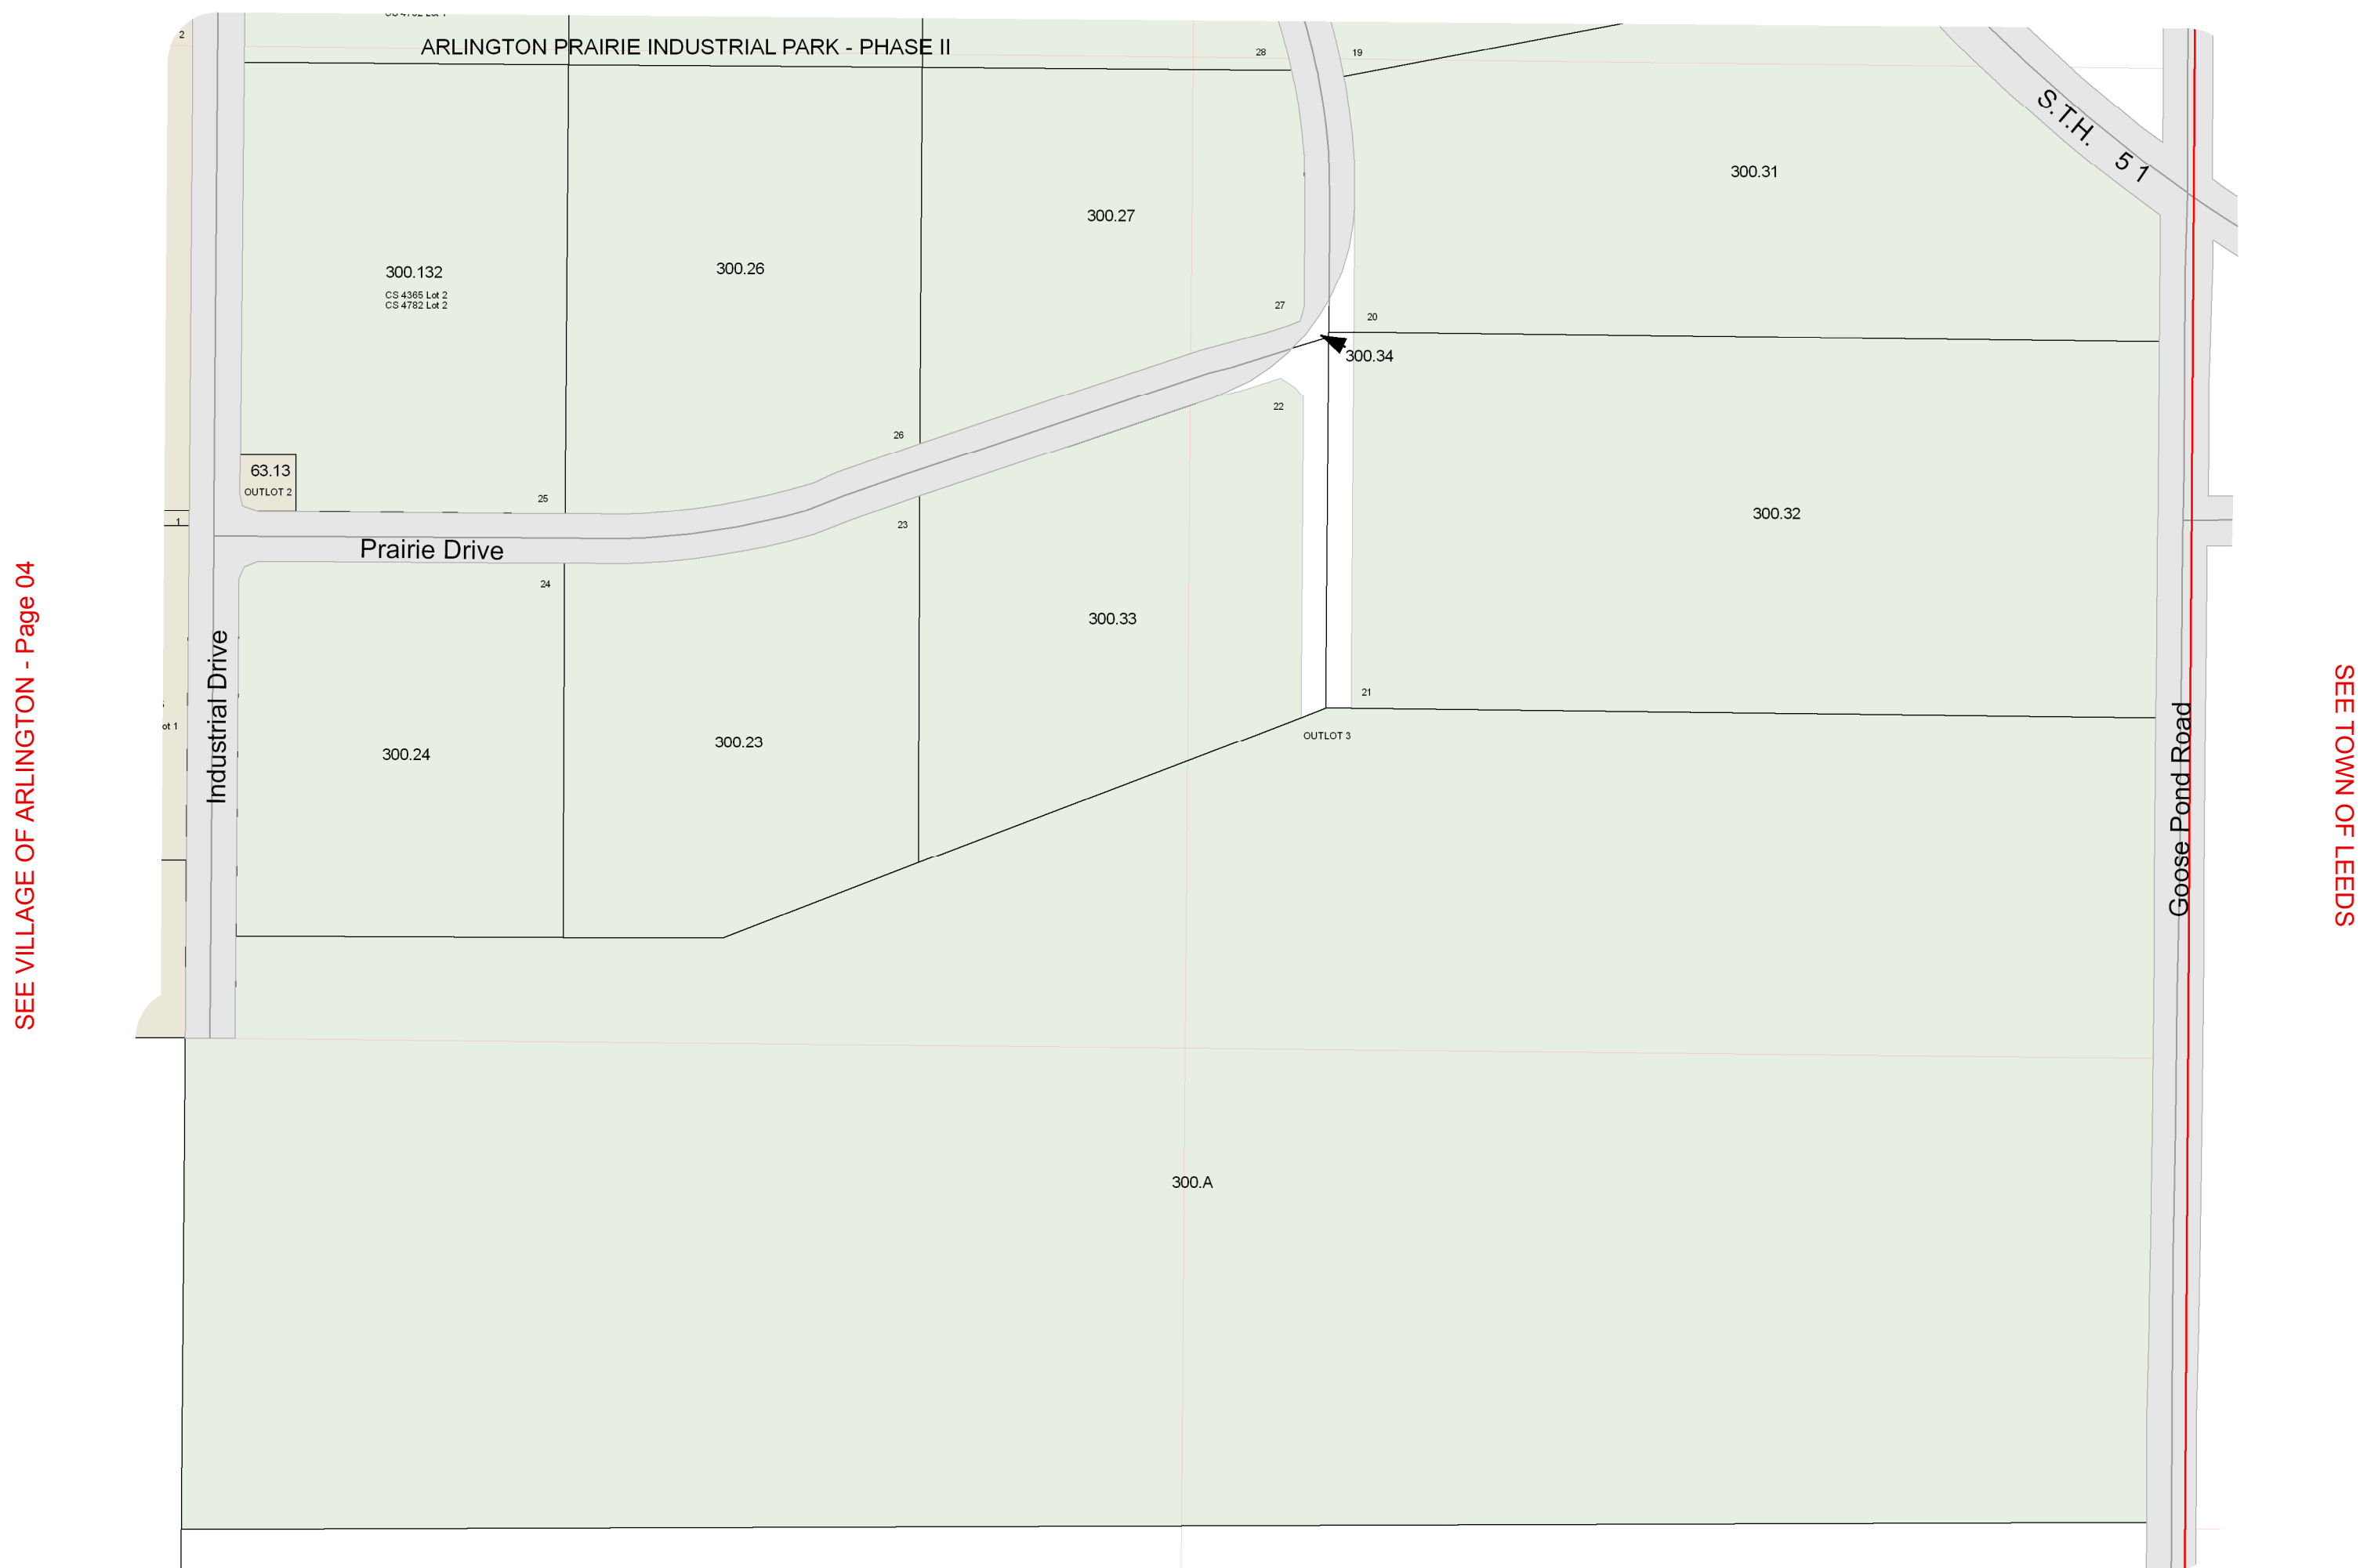 2
ARLINGTON PRAIRIE INDUSTRIAL PARK - PHASE II
28
19
S.T.H. 51
300.31
300.27
300.26
300.132
CS 4365 Lot 2
CS 4782 Lot 2
27
20
300.34
22
26
63.13
OUTLOT 2
25
1
23
300.32
Prairie Drive
24
300.33
Industrial Drive
21
ot 1
OUTLOT 3
300.24
300.23
Goose Pond Road
SEE VILLAGE OF ARLINGTON - Page 04
SEE TOWN OF LEEDS
300.A